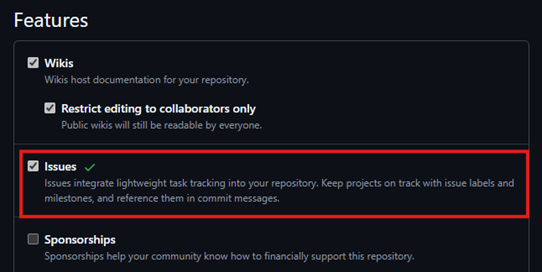 Features
Wikis
Wikis host documentation for your repository.
Restrict editing to collaborators only
Public wikis will still be readable by everyone.
Issues
Issues integrate lightweight task tracking into your repository. Keep projects on track with issue labels and
milestones, and reference them in commit messages.
Sponsorships
Sponsorships help your community know how to financially support this repository.